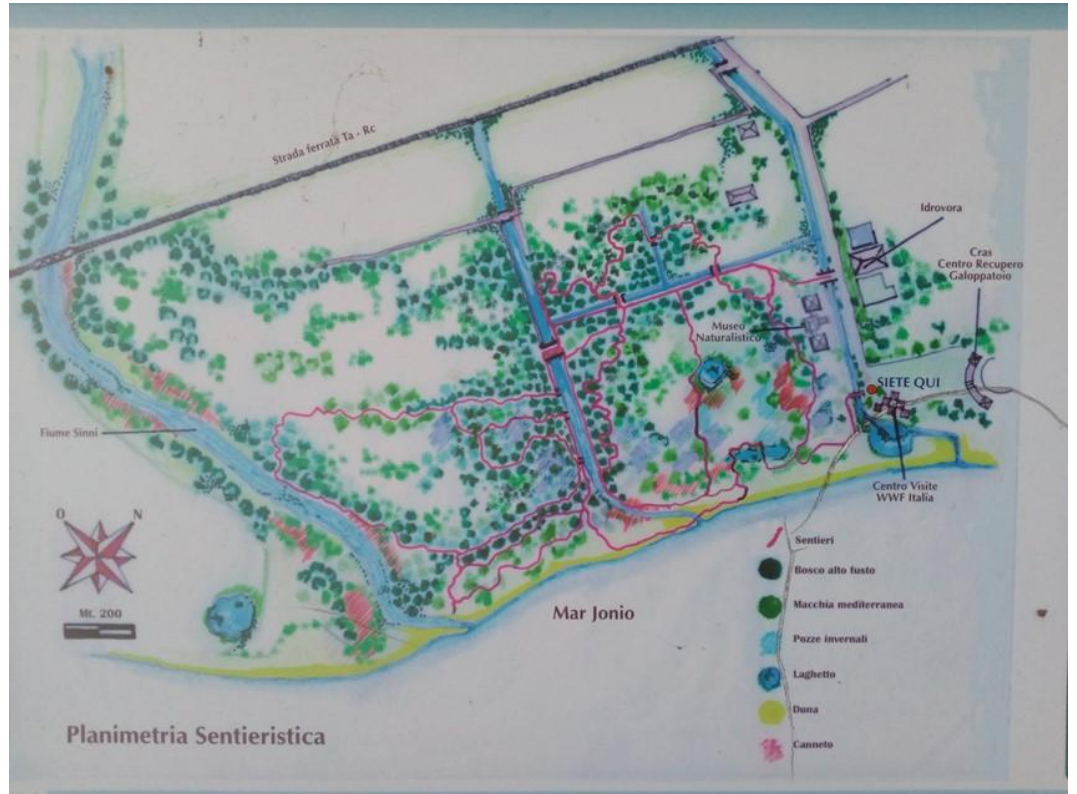 Strada ferrata Ta - Rc
Idrovora
Cras
Centro Recupero
Galoppatoio
Museo
Naturalistico
SIETE QUI
Fiume Sinni
Centro Visite
WWF Italia
O N
Mt. 200
Mar Jonio
Sentieri
Bosco alto fusto
Macchia mediterranea
Pozze invernali
Laghetto
Duna
Canneto
Planimetria Sentieristica